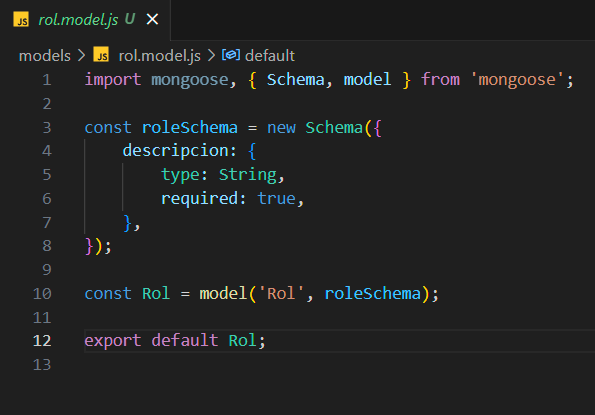 JS rol.model.js U ×
models > JS rol.model.js > default
1 import mongoose, { Schema, model } from 'mongoose';
2
3 const roleSchema = new Schema({
4     descripcion: {
5         type: String,
6         required: true,
7     },
8 });
9
10 const Rol = model('Rol', roleSchema);
11
12 export default Rol;
13